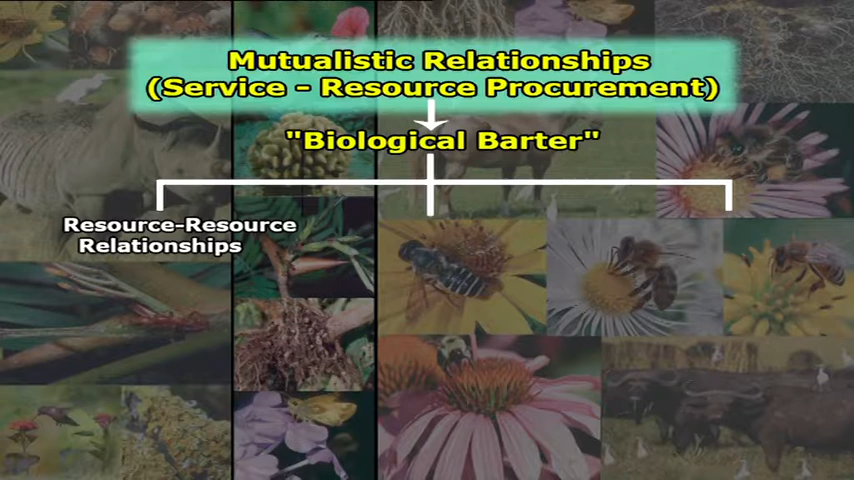 Mutualistic Relationships
(Service - Resource Procurement)
"Biological Barter"
Resource-Resource
Relationships